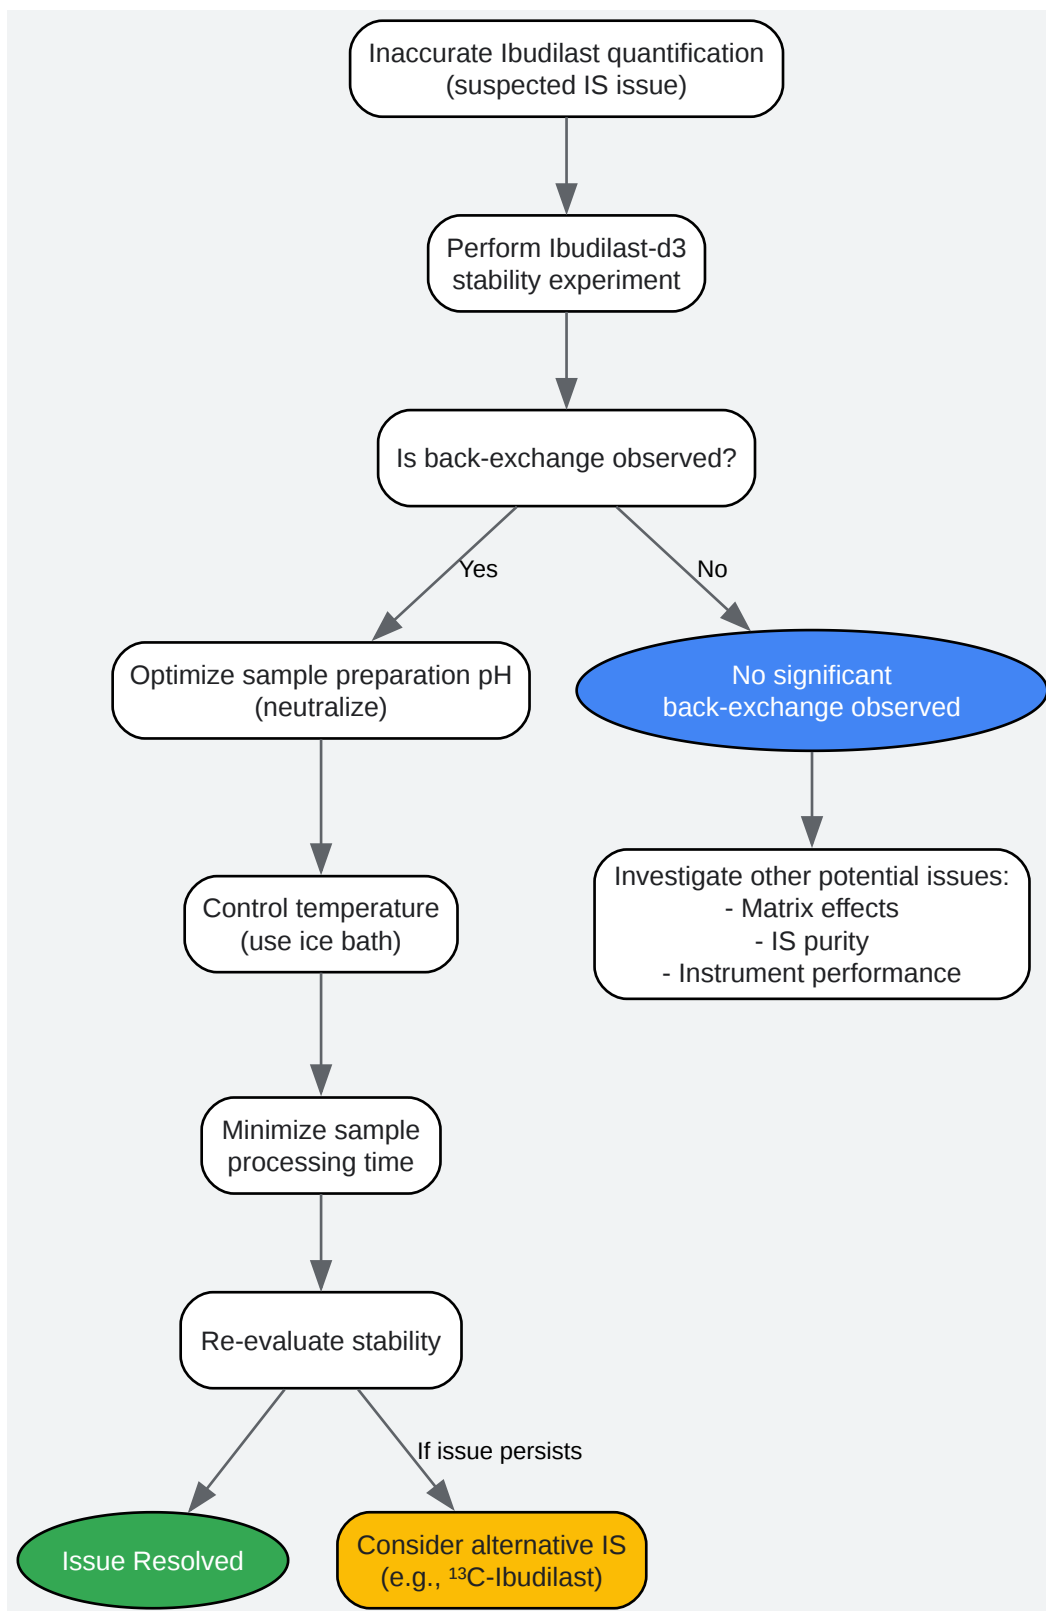 Inaccurate Ibudilast quantification
(suspected IS issue)
Perform Ibudilast-d3
stability experiment
Is back-exchange observed?
Yes
No
Optimize sample preparation pH
(neutralize)
No significant
back-exchange observed
Control temperature
(use ice bath)
Investigate other potential issues:
- Matrix effects
- IS purity
- Instrument performance
Minimize sample
processing time
Re-evaluate stability
If issue persists
Issue Resolved
Consider alternative IS
(e.g., ¹³C-Ibudilast)